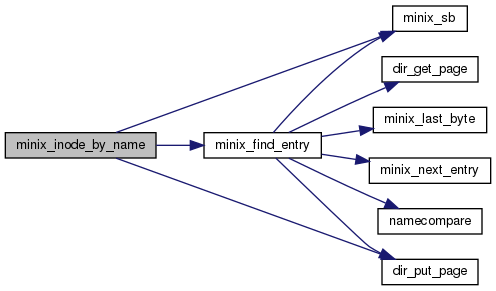 minix_sb
dir_get_page
minix_last_byte
minix_inode_by_name
minix_find_entry
minix_next_entry
namecompare
dir_put_page